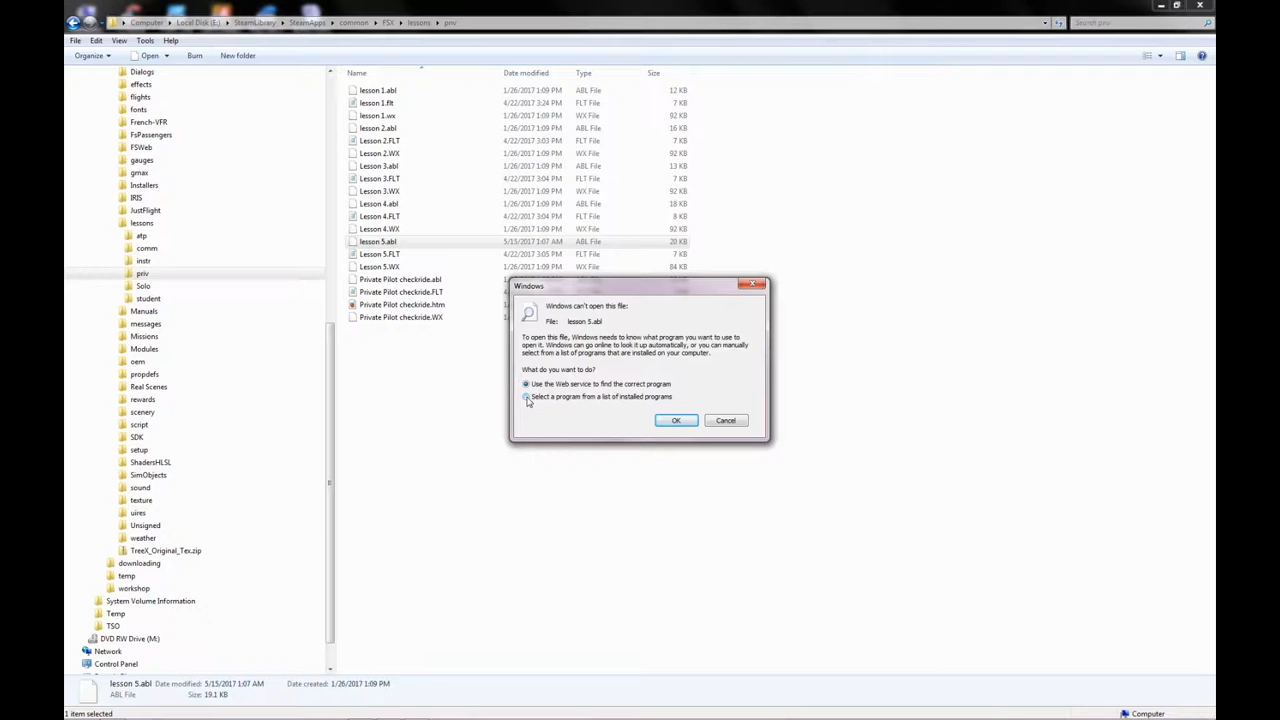 Computer ▸ Local Disk (E:) ▸ SteamLibrary ▸ SteamApps ▸ common ▸ FSX ▸ lessons ▸ priv
Search priv
File Edit View Tools Help
Organize Open Burn New folder
Name Date modified Type Size
Dialogs
effects
flights
fonts
French-VFR
FsPassengers
FSWeb
gauges
gmax
Installers
IRIS
JustFlight
lessons
atp
comm
instr
priv
Solo
student
Manuals
messages
Missions
Modules
oem
propdefs
Real Scenes
rewards
scenery
script
SDK
setup
ShadersHLSL
SimObjects
sound
texture
uires
Unsigned
weather
TreeX_Original_Tex.zip
downloading
temp
workshop
System Volume Information
Temp
TSO
DVD RW Drive (M:)
Network
Control Panel
lesson 1.abl 1/26/2017 1:09 PM ABL File 12 KB
lesson 1.flt 4/22/2017 3:24 PM FLT File 7 KB
lesson 1.wx 1/26/2017 1:09 PM WX File 92 KB
lesson 2.abl 1/26/2017 1:09 PM ABL File 16 KB
Lesson 2.FLT 4/22/2017 3:03 PM FLT File 7 KB
Lesson 2.WX 1/26/2017 1:09 PM WX File 92 KB
Lesson 3.abl 1/26/2017 1:09 PM ABL File 13 KB
Lesson 3.FLT 4/22/2017 3:04 PM FLT File 7 KB
Lesson 3.WX 1/26/2017 1:09 PM WX File 92 KB
Lesson 4.abl 1/26/2017 1:09 PM ABL File 18 KB
Lesson 4.FLT 4/22/2017 3:04 PM FLT File 8 KB
Lesson 4.WX 1/26/2017 1:09 PM WX File 92 KB
lesson 5.abl 5/15/2017 1:07 AM ABL File 20 KB
Lesson 5.FLT 4/22/2017 3:05 PM FLT File 7 KB
Lesson 5.WX 1/26/2017 1:09 PM WX File 84 KB
Private Pilot checkride.abl
Private Pilot checkride.FLT
Private Pilot checkride.htm
Private Pilot checkride.WX
Windows
Windows can't open this file:
File: lesson 5.abl
To open this file, Windows needs to know what program you want to use to
open it. Windows can go online to look it up automatically, or you can manually
select from a list of programs that are installed on your computer.
What do you want to do?
Use the Web service to find the correct program
Select a program from a list of installed programs
OK Cancel
lesson 5.abl Date modified: 5/15/2017 1:07 AM Date created: 1/26/2017 1:09 PM
ABL File Size: 19.1 KB
1 item selected Computer